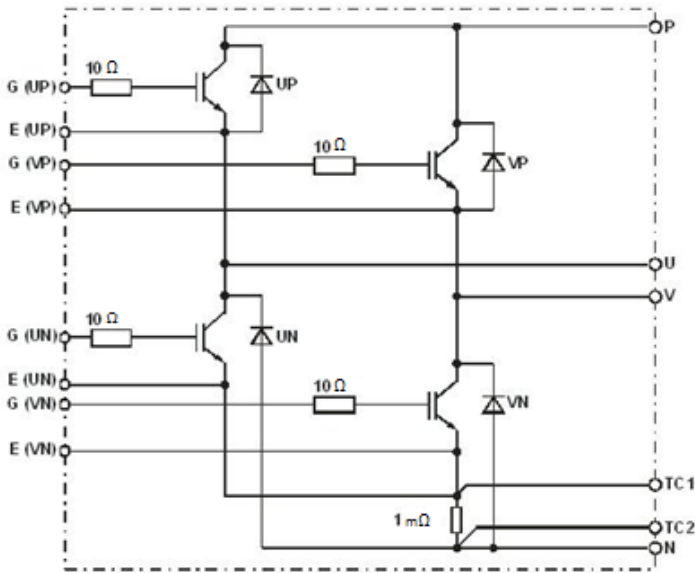 P
10 Ω
G (UP)
UP
E (UP)
10 Ω
G (VP)
VP
E (VP)
U
V
10 Ω
G (UN)
UN
E (UN)
10 Ω
G (VN)
VN
E (VN)
TC1
1 mΩ
TC2
N